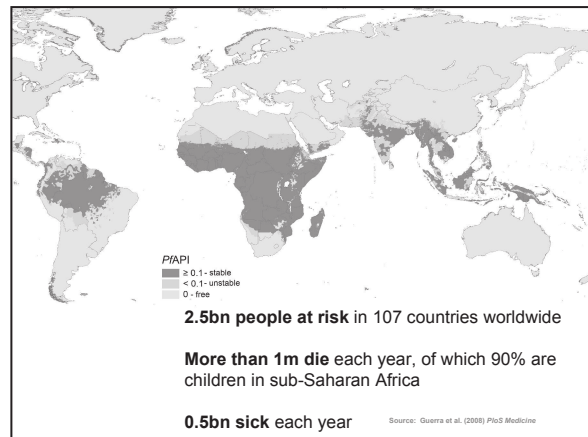 PfAPI
≥ 0.1 - stable
< 0.1 - unstable
0 - free
2.5bn people at risk in 107 countries worldwide
More than 1m die each year, of which 90% are
children in sub-Saharan Africa
0.5bn sick each year
Source: Guerra et al. (2008) PloS Medicine